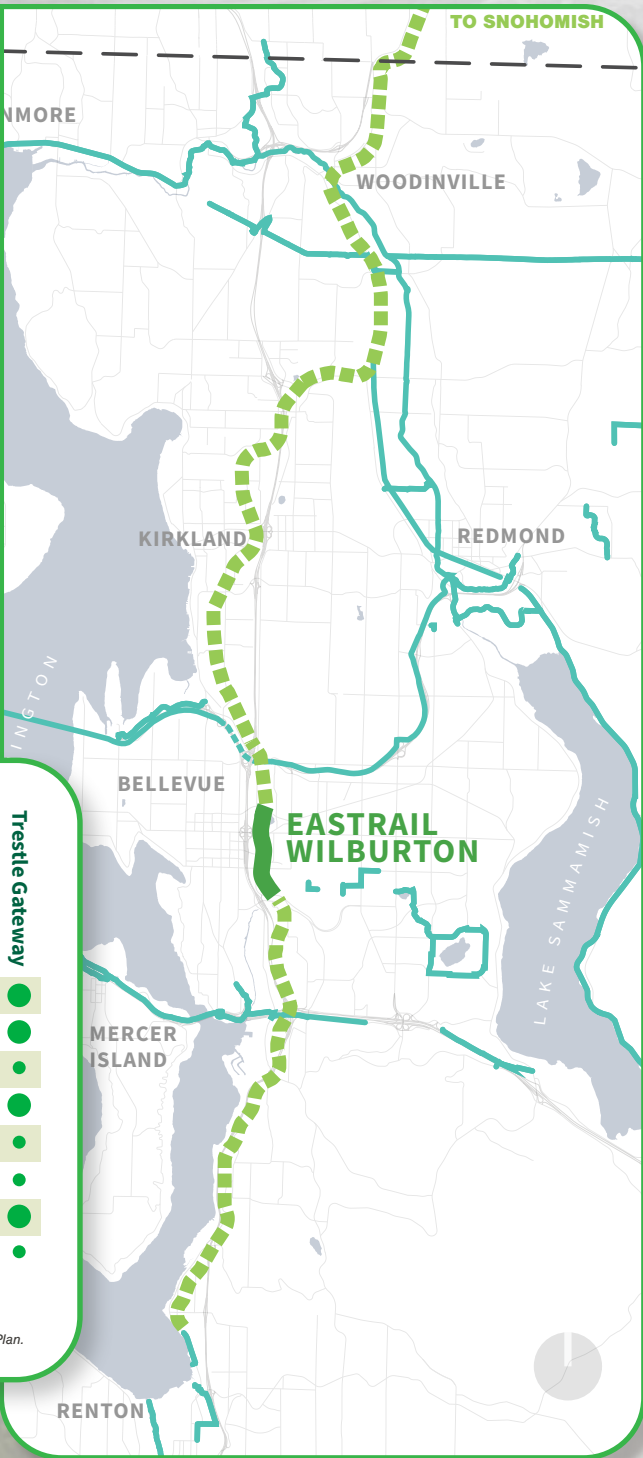 TO SNOHOMISH
NMORE
WOODINVILLE
KIRKLAND
REDMOND
INGTON
BELLEVUE
EASTRAIL
WILBURTON
LAKE SAMMAMISH
Trestle Gateway
MERCER
ISLAND
Plan.
RENTON